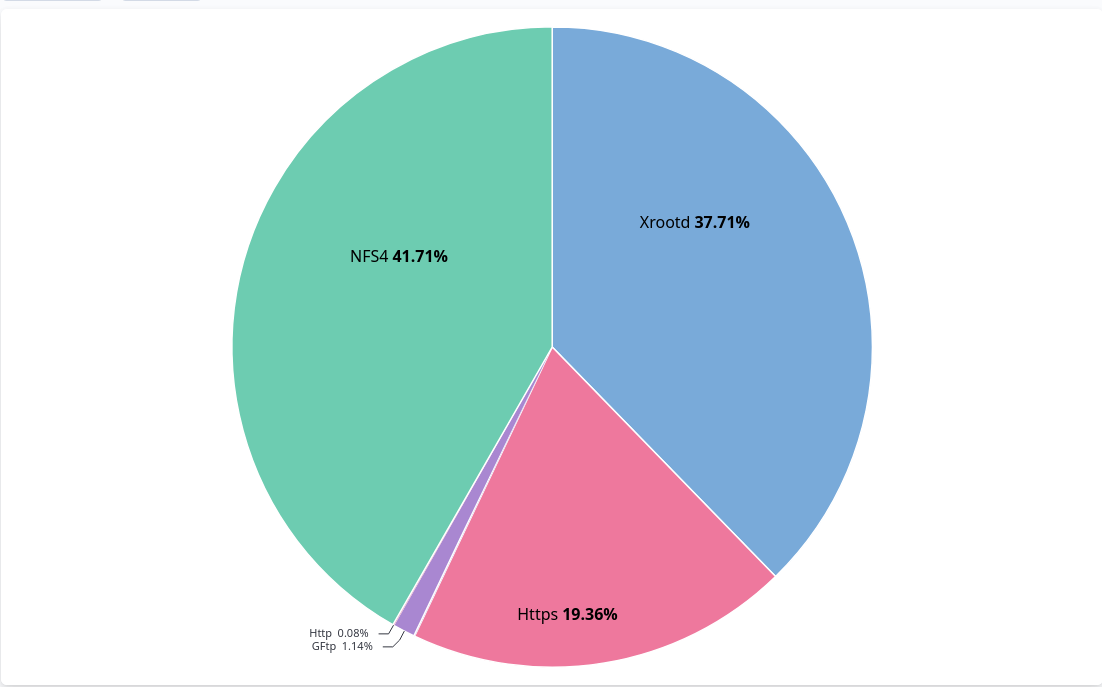 Xrootd 37.71%
NFS4 41.71%
Https 19.36%
Http 0.08%
GFtp 1.14%